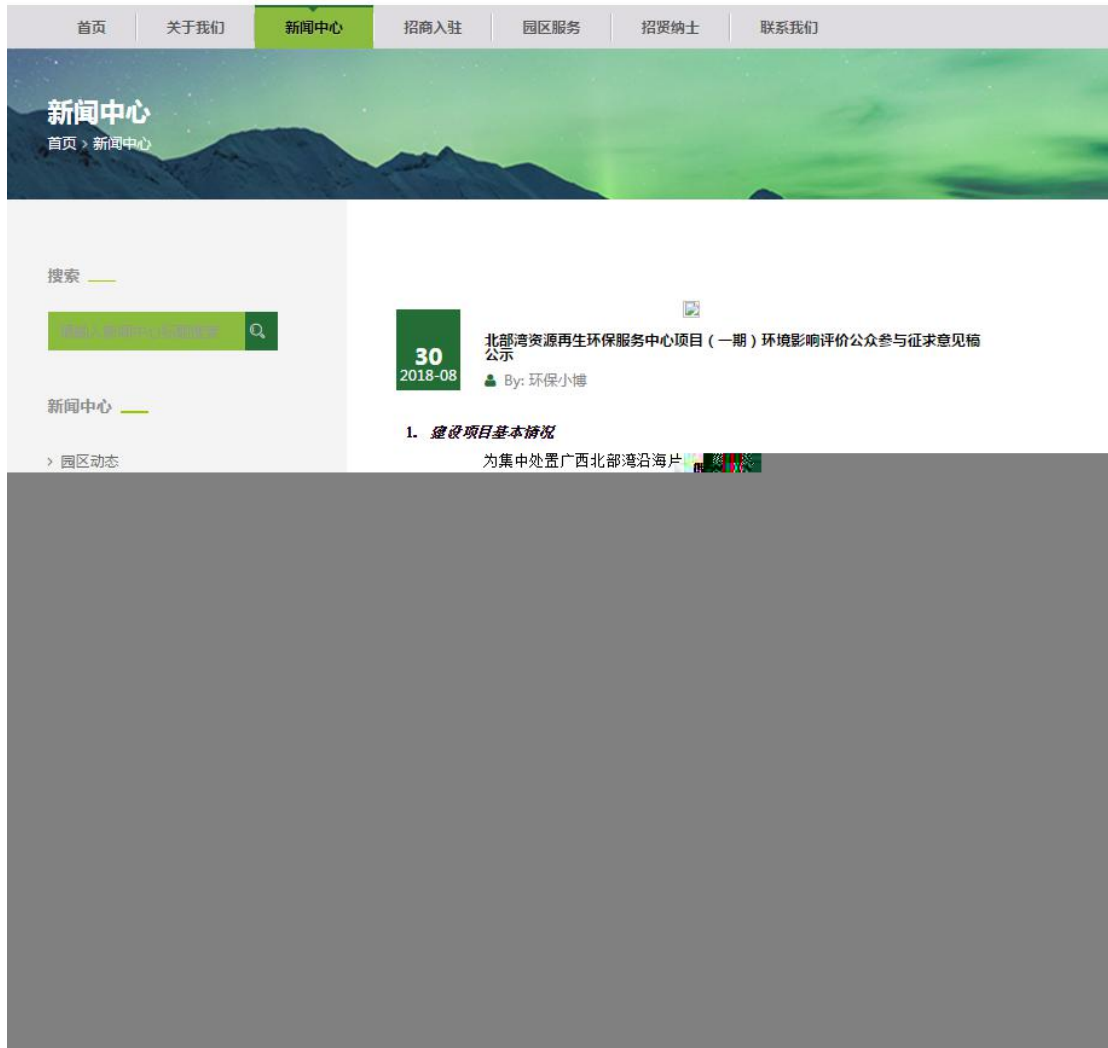 首页 关于我们 新闻中心 招商入驻 园区服务 招贤纳士 联系我们
新闻中心
首页 > 新闻中心
搜索
新闻中心
> 园区动态
30
2018-08
北部湾资源再生环保服务中心项目（一期）环境影响评价公众参与征求意见稿
公示
By: 环保小博
1. 建设项目基本情况
为集中处置广西北部湾沿海片